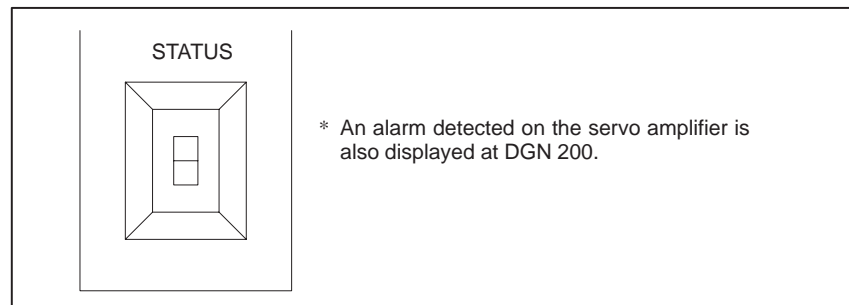 STATUS
* An alarm detected on the servo amplifier is
also displayed at DGN 200.